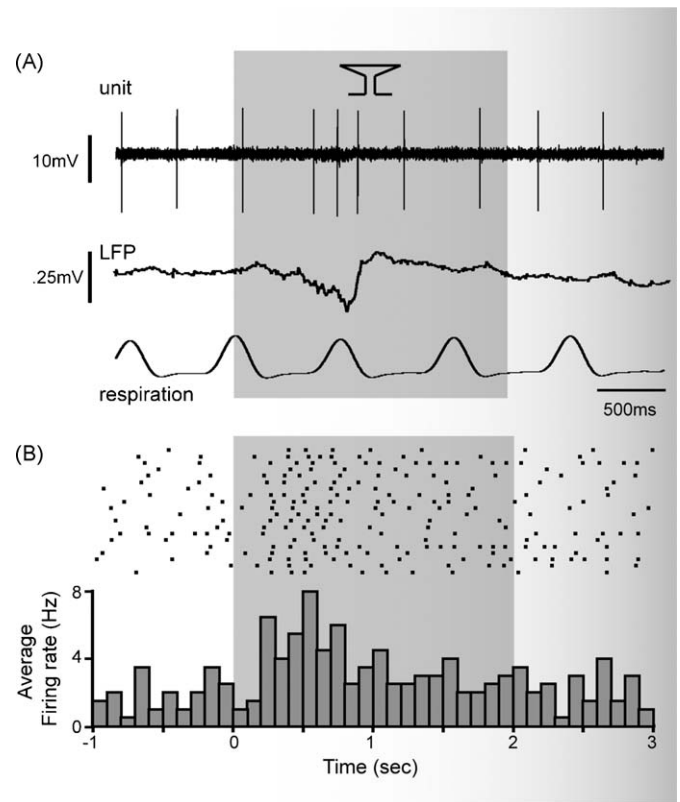 (A)
unit
10mV
LFP
.25mV
respiration
500ms
(B)
8
4
0
Average
Firing rate (Hz)
-1 0 1 2 3
Time (sec)